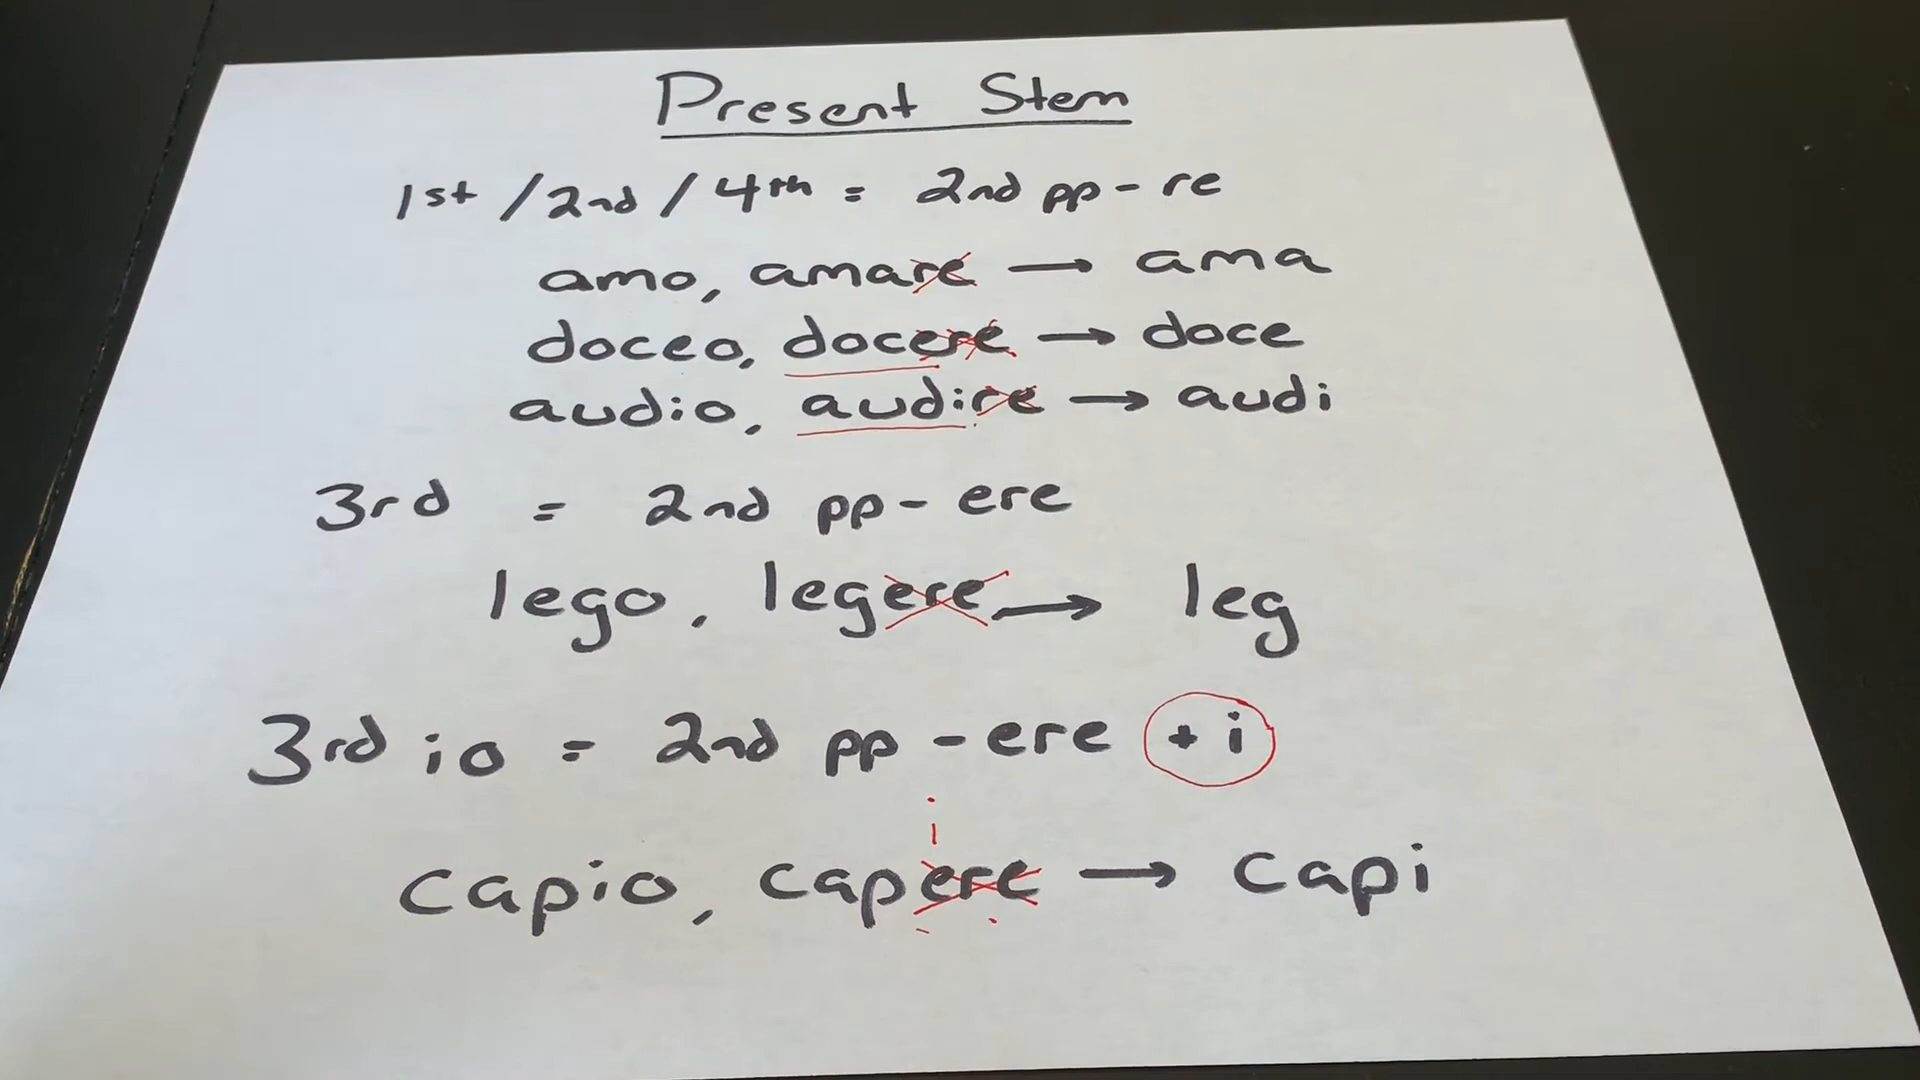 Present Stem
1st / 2nd / 4th = 2nd pp - re
amo, amare → ama
doceo, docere → doce
audio, audire → audi
3rd = 2nd pp - ere
lego, legere → leg
3rd io = 2nd pp - ere + i
i
capio, capere → capi